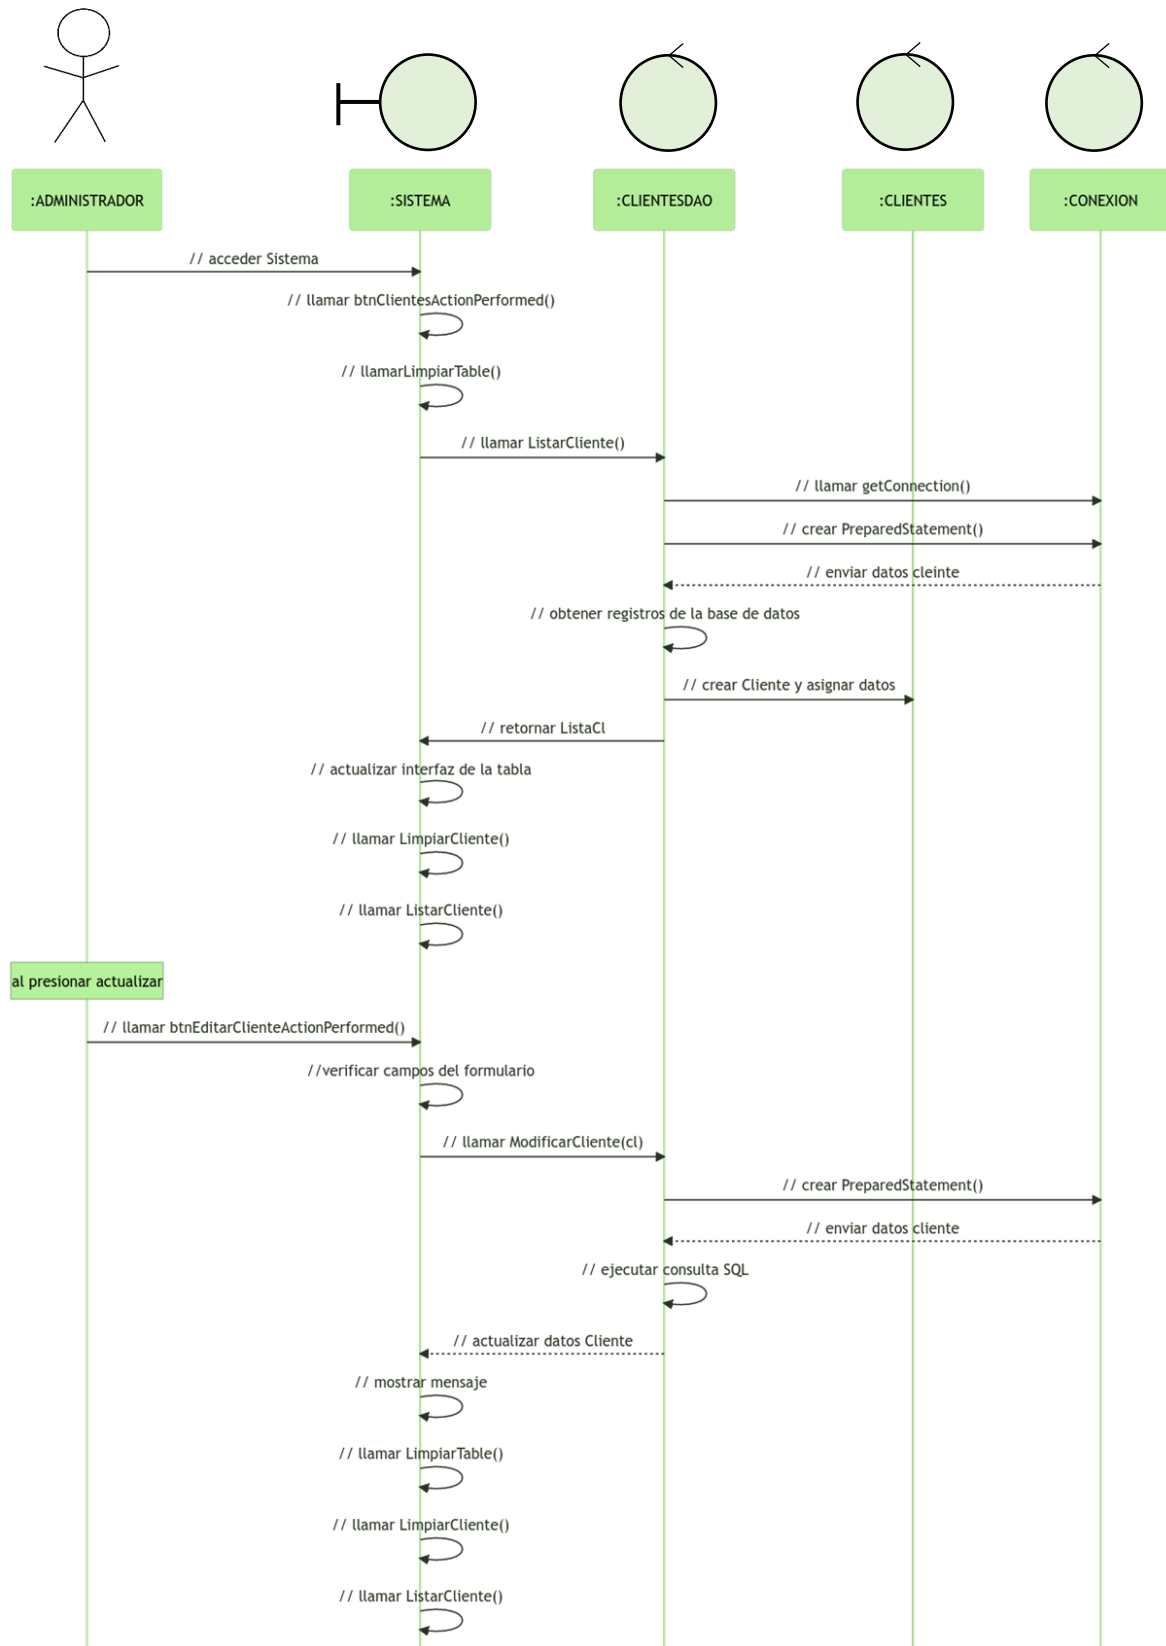 :ADMINISTRADOR
:SISTEMA
:CLIENTESDAO
:CLIENTES
:CONEXION
// acceder Sistema
// llamar btnClientesActionPerformed()
// llamarLimpiarTable()
// llamar ListarCliente()
// llamar getConnection()
// crear PreparedStatement()
// enviar datos cleinte
// obtener registros de la base de datos
// crear Cliente y asignar datos
// retornar ListaCl
// actualizar interfaz de la tabla
// llamar LimpiarCliente()
// llamar ListarCliente()
al presionar actualizar
// llamar btnEditarClienteActionPerformed()
//verificar campos del formulario
// llamar ModificarCliente(cl)
// crear PreparedStatement()
// enviar datos cliente
// ejecutar consulta SQL
// actualizar datos Cliente
// mostrar mensaje
// llamar LimpiarTable()
// llamar LimpiarCliente()
// llamar ListarCliente()